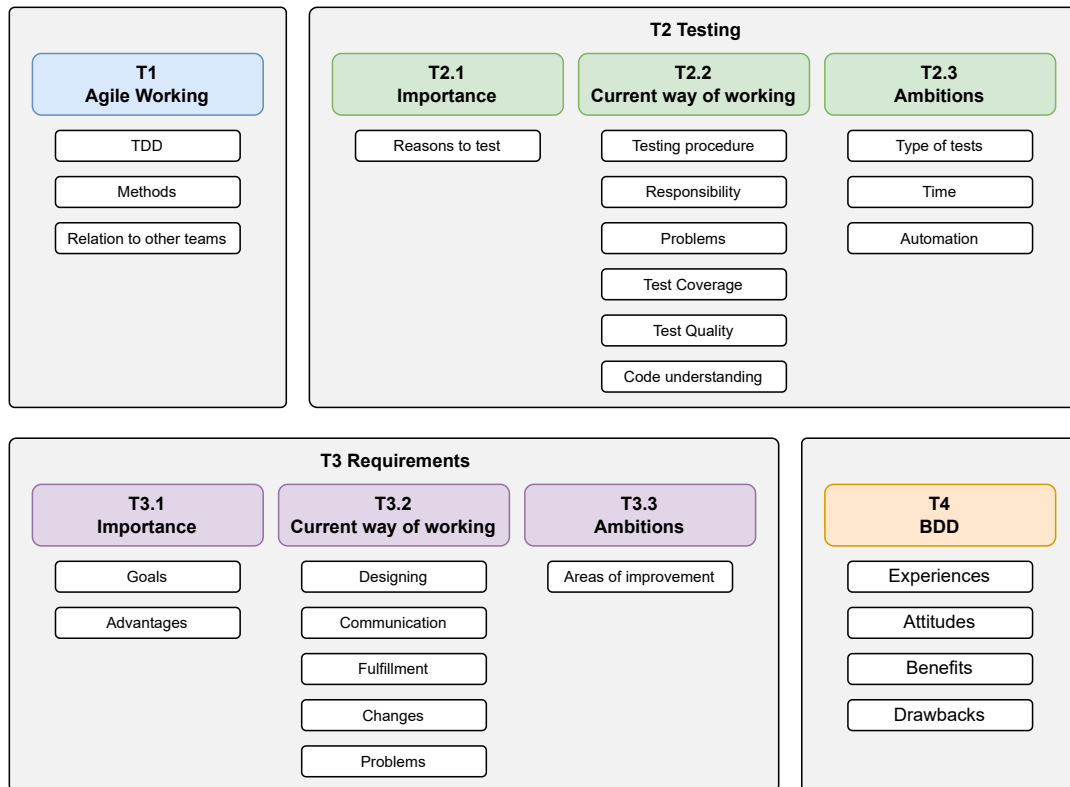 T1
Agile Working
TDD
Methods
Relation to other teams
T2 Testing
T2.1
Importance
Reasons to test
T2.2
Current way of working
Testing procedure
Responsibility
Problems
Test Coverage
Test Quality
Code understanding
T2.3
Ambitions
Type of tests
Time
Automation
T3 Requirements
T3.1
Importance
Goals
Advantages
T3.2
Current way of working
Designing
Communication
Fulfillment
Changes
Problems
T3.3
Ambitions
Areas of improvement
T4
BDD
Experiences
Attitudes
Benefits
Drawbacks